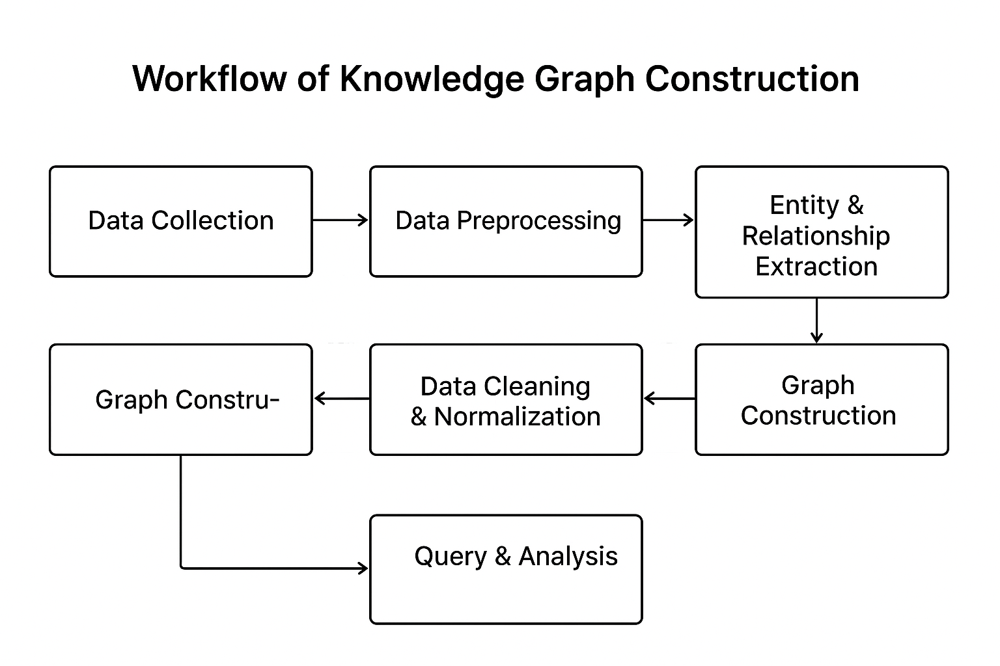 Workflow of Knowledge Graph Construction
Data Collection
Data Preprocessing
Entity &
Relationship
Extraction
Graph Constru-
Data Cleaning
& Normalization
Graph
Construction
Query & Analysis